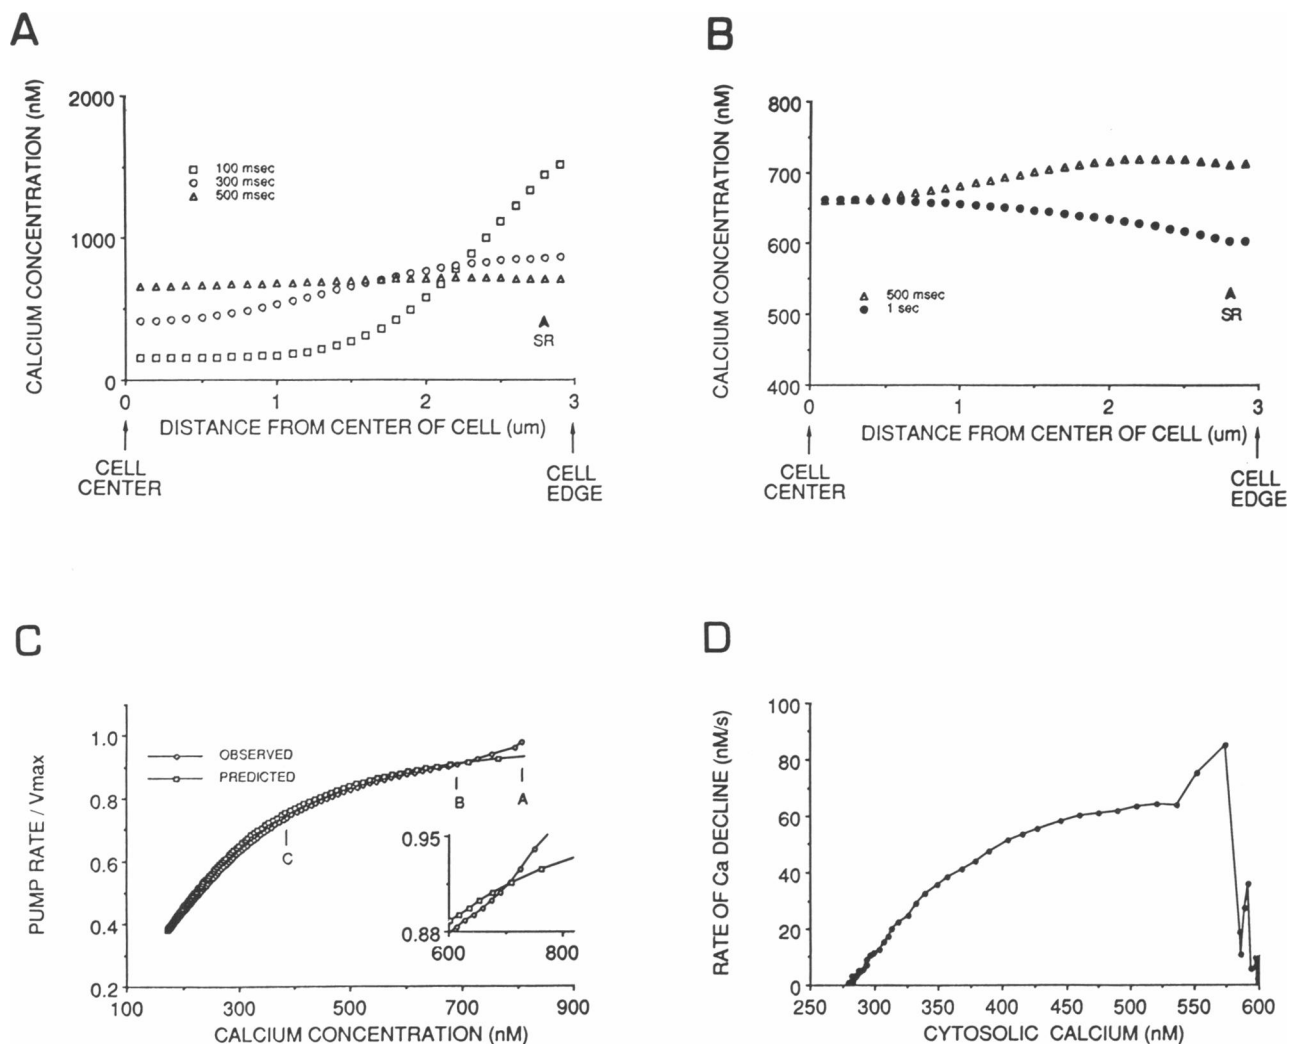 A
CALCIUM CONCENTRATION (nM)
2000
1000
0
100 msec
300 msec
500 msec
SR
0 1 2 3
DISTANCE FROM CENTER OF CELL (um)
CELL CENTER
CELL EDGE
B
CALCIUM CONCENTRATION (nM)
800
700
600
500
400
500 msec
1 sec
SR
0 1 2 3
DISTANCE FROM CENTER OF CELL (um)
CELL CENTER
CELL EDGE
C
PUMP RATE / Vmax
1.0
0.8
0.6
0.4
0.2
OBSERVED
PREDICTED
B
A
C
0.95
0.88
600 800
100 300 500 700 900
CALCIUM CONCENTRATION (nM)
D
RATE OF Ca DECLINE (nM/s)
100
80
60
40
20
0
250 300 350 400 450 500 550 600
CYTOSOLIC CALCIUM (nM)